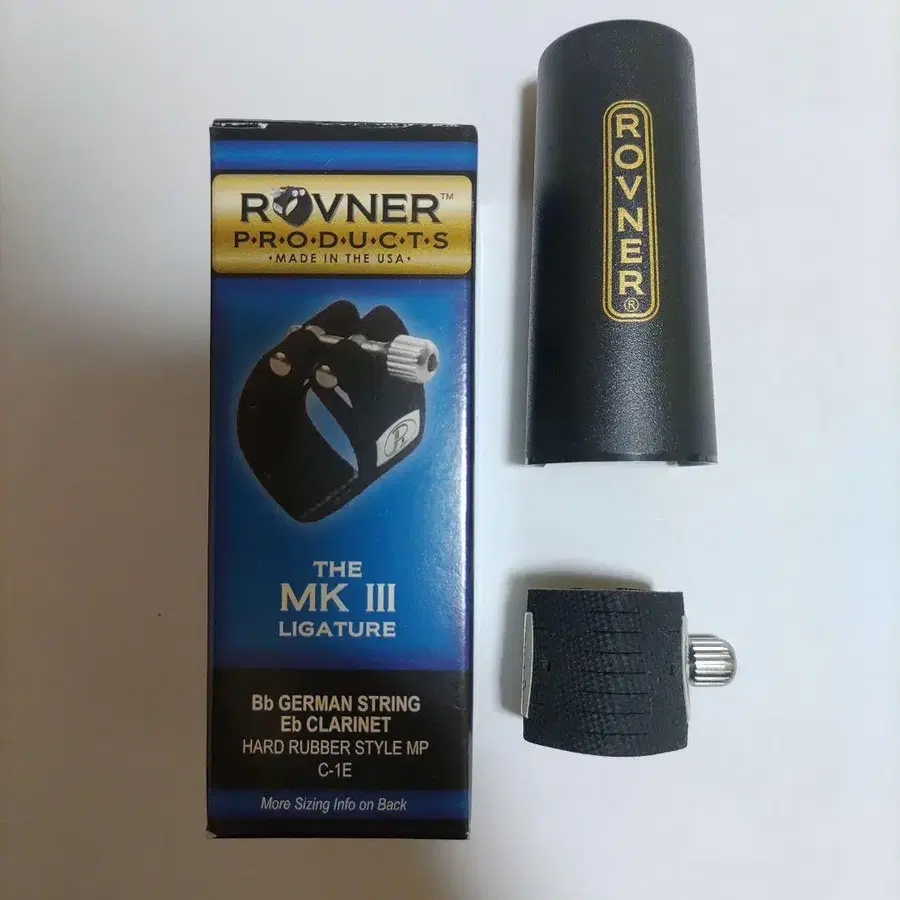 ROVNER™
P·R·O·D·U·C·T·S
·MADE IN THE USA·
THE
MK III
LIGATURE
Bb GERMAN STRING
Eb CLARINET
HARD RUBBER STYLE MP
C-1E
More Sizing Info on Back
ROVNER®